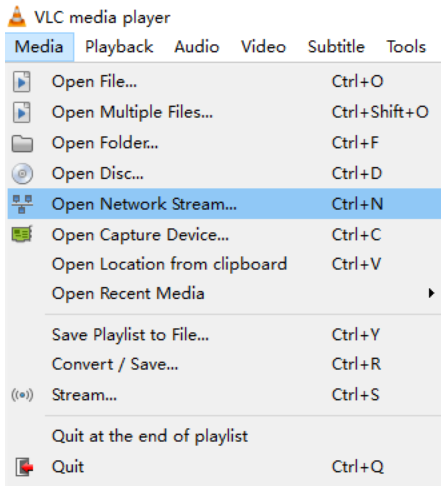 VLC media player
Media Playback Audio Video Subtitle Tools
Open File... Ctrl+O
Open Multiple Files... Ctrl+Shift+O
Open Folder... Ctrl+F
Open Disc... Ctrl+D
Open Network Stream... Ctrl+N
Open Capture Device... Ctrl+C
Open Location from clipboard Ctrl+V
Open Recent Media
Save Playlist to File... Ctrl+Y
Convert / Save... Ctrl+R
Stream... Ctrl+S
Quit at the end of playlist
Quit Ctrl+Q